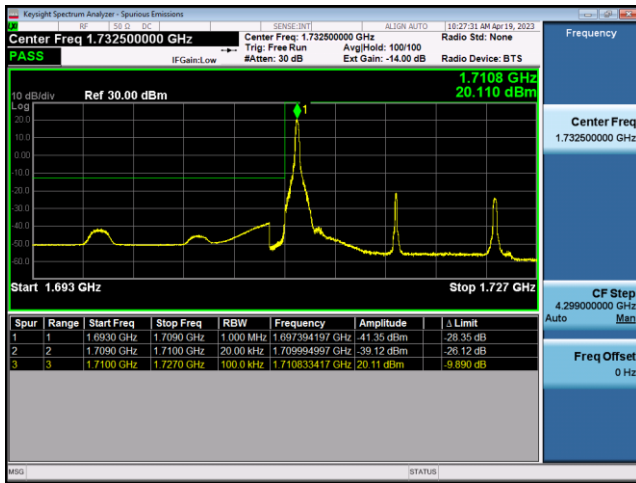 Keysight Spectrum Analyzer - Spurious Emissions
RF 50 Ω DC SENSE:INT ALIGN AUTO 10:27:31 AM Apr 19, 2023
Center Freq 1.732500000 GHz
Center Freq: 1.732500000 GHz Radio Std: None
Trig: Free Run Avg|Hold: 100/100
PASS IFGain:Low #Atten: 30 dB Ext Gain: -14.00 dB Radio Device: BTS
1.7108 GHz
20.110 dBm
10 dB/div Ref 30.00 dBm
Log
1
20.0
10.0
0.00
-10.0
-20.0
-30.0
-40.0
-50.0
-60.0
Start 1.693 GHz Stop 1.727 GHz
Spur Range Start Freq Stop Freq RBW Frequency Amplitude Δ Limit
1 1 1.6930 GHz 1.7090 GHz 1.000 MHz 1.697394197 GHz -41.35 dBm -28.35 dB
2 2 1.7090 GHz 1.7100 GHz 20.00 kHz 1.709994997 GHz -39.12 dBm -26.12 dB
3 3 1.7100 GHz 1.7270 GHz 100.0 kHz 1.710833417 GHz 20.11 dBm -9.890 dB
MSG STATUS
Frequency
Center Freq
1.732500000 GHz
CF Step
4.299000000 GHz
Auto Man
Freq Offset
0 Hz